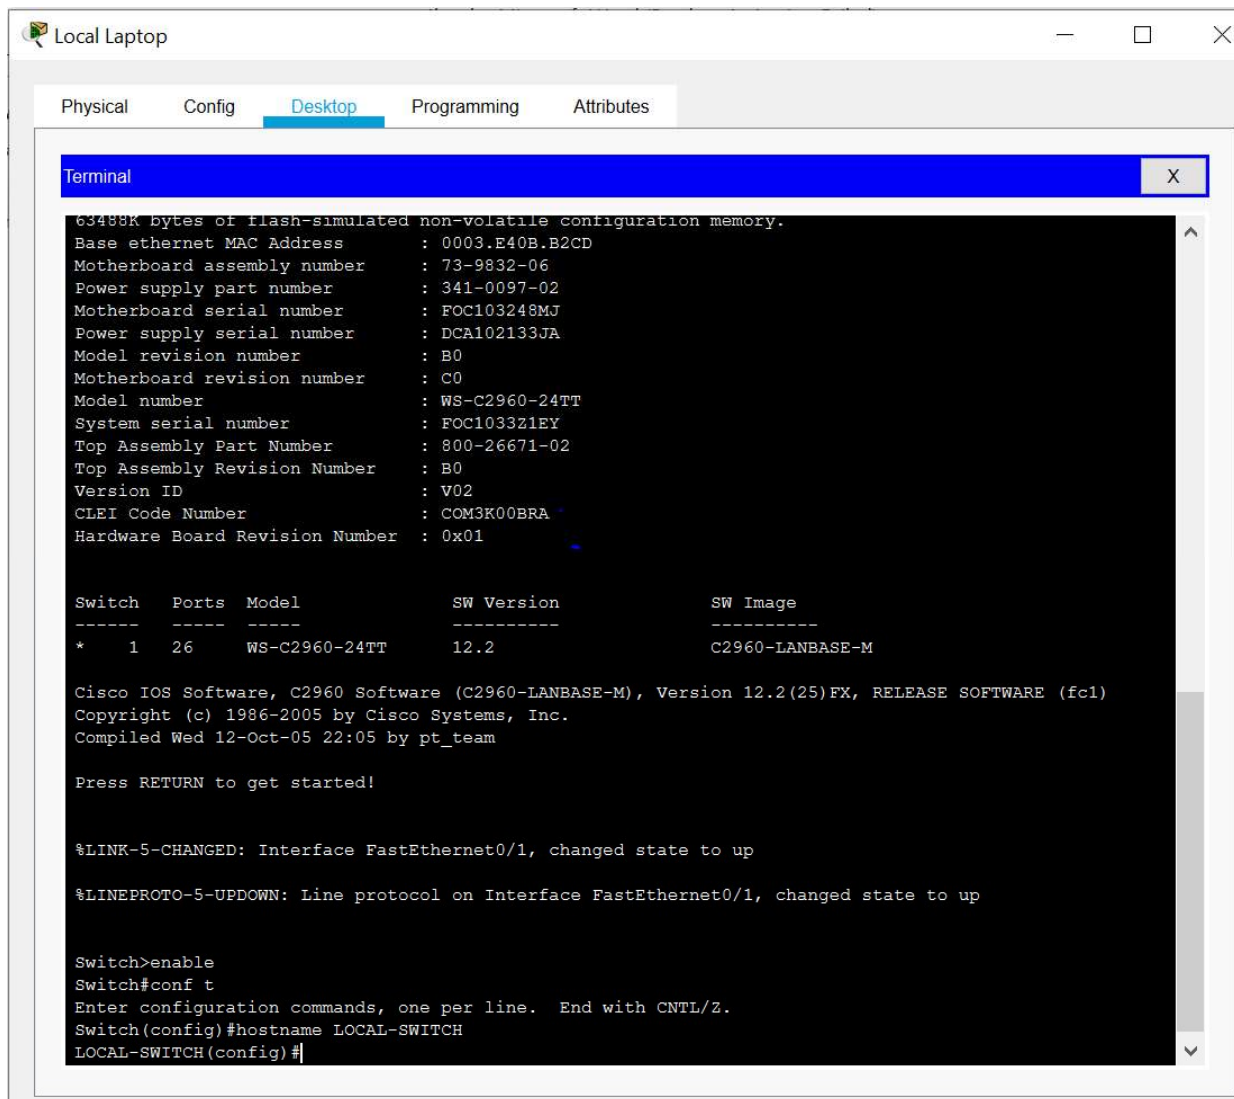 Local Laptop
Physical Config Desktop Programming Attributes
Terminal X
63488K bytes of flash-simulated non-volatile configuration memory.
Base ethernet MAC Address : 0003.E40B.B2CD
Motherboard assembly number : 73-9832-06
Power supply part number : 341-0097-02
Motherboard serial number : FOC103248MJ
Power supply serial number : DCA102133JA
Model revision number : B0
Motherboard revision number : C0
Model number : WS-C2960-24TT
System serial number : FOC1033Z1EY
Top Assembly Part Number : 800-26671-02
Top Assembly Revision Number : B0
Version ID : V02
CLEI Code Number : COM3K00BRA
Hardware Board Revision Number : 0x01
Switch Ports Model SW Version SW Image
------ ----- ----- ---------- ----------
* 1 26 WS-C2960-24TT 12.2 C2960-LANBASE-M
Cisco IOS Software, C2960 Software (C2960-LANBASE-M), Version 12.2(25)FX, RELEASE SOFTWARE (fc1)
Copyright (c) 1986-2005 by Cisco Systems, Inc.
Compiled Wed 12-Oct-05 22:05 by pt_team
Press RETURN to get started!
%LINK-5-CHANGED: Interface FastEthernet0/1, changed state to up
%LINEPROTO-5-UPDOWN: Line protocol on Interface FastEthernet0/1, changed state to up
Switch>enable
Switch#conf t
Enter configuration commands, one per line. End with CNTL/Z.
Switch(config)#hostname LOCAL-SWITCH
LOCAL-SWITCH(config)#